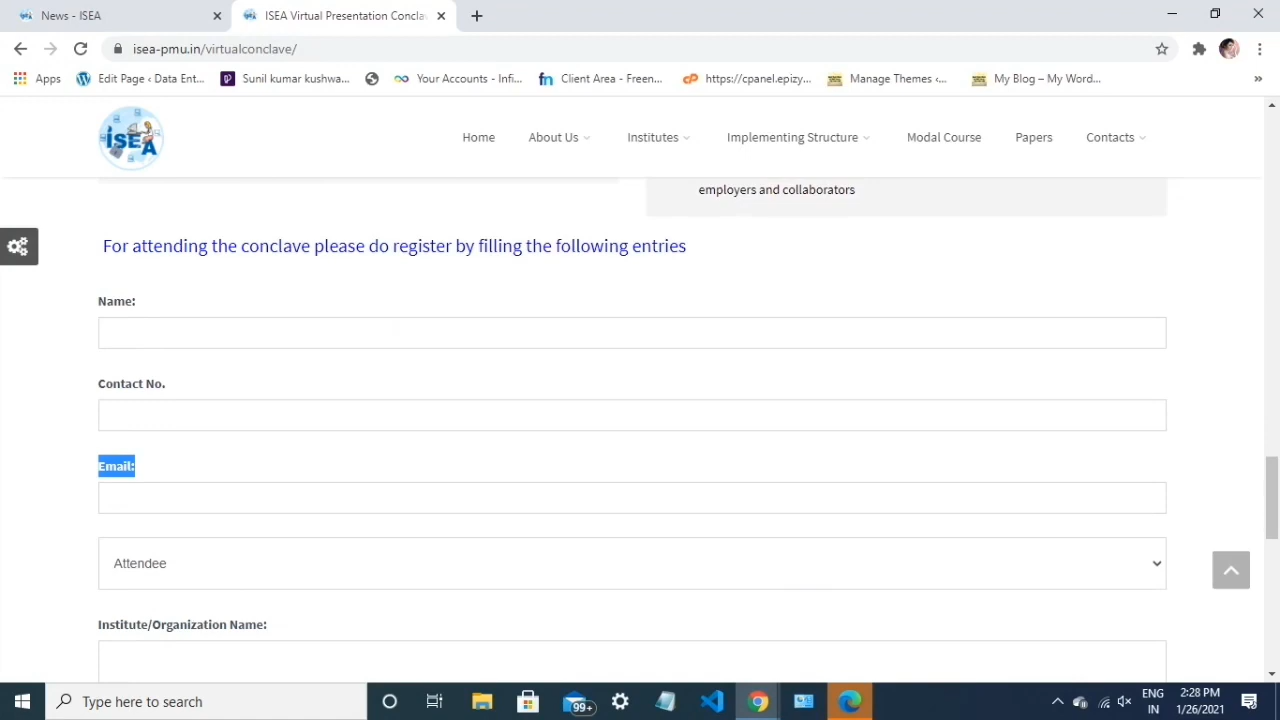 News - ISEA
ISEA Virtual Presentation Concla
isea-pmu.in/virtualconclave/
Apps
Edit Page ‹ Data Ent...
Sunil kumar kushwa...
Your Accounts - Infi...
fn
Client Area - Freen...
cP
https://cpanel.epizy...
Manage Themes ‹...
My Blog – My Word...
»
ISEA
Home
About Us
Institutes
Implementing Structure
Modal Course
Papers
Contacts
employers and collaborators
For attending the conclave please do register by filling the following entries
Name:
Contact No.
Email:
Attendee
Institute/Organization Name:
Type here to search
99+
ENG
IN
2:28 PM
1/26/2021